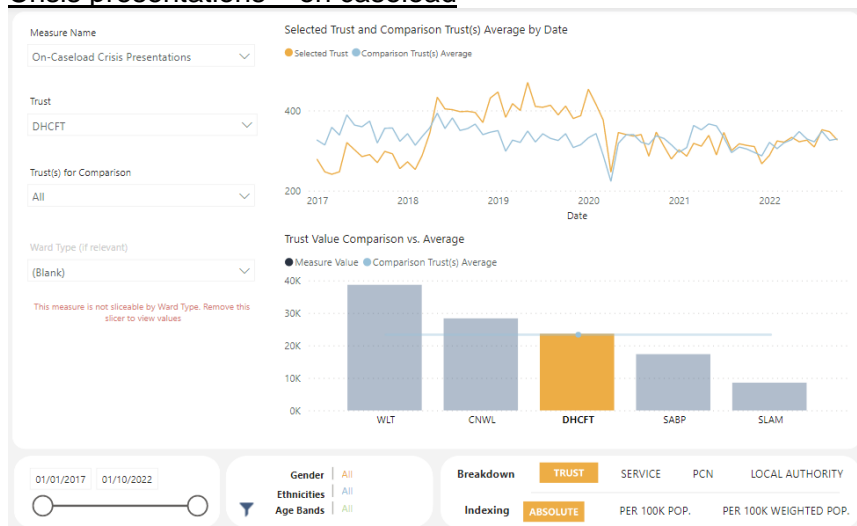 Crisis presentations – on caseload
Measure Name
On-Caseload Crisis Presentations
Trust
DHCFT
Trust(s) for Comparison
All
Ward Type (if relevant)
(Blank)
This measure is not sliceable by Ward Type. Remove this
slicer to view values
Selected Trust and Comparison Trust(s) Average by Date
Selected Trust Comparison Trust(s) Average
400
200
2017 2018 2019 2020 2021 2022
Date
Trust Value Comparison vs. Average
Measure Value Comparison Trust(s) Average
40K
30K
20K
10K
0K
WLT CNWL DHCFT SABP SLAM
01/01/2017 01/10/2022
Gender All
Ethnicities All
Age Bands All
Breakdown TRUST SERVICE PCN LOCAL AUTHORITY
Indexing ABSOLUTE PER 100K POP. PER 100K WEIGHTED POP.